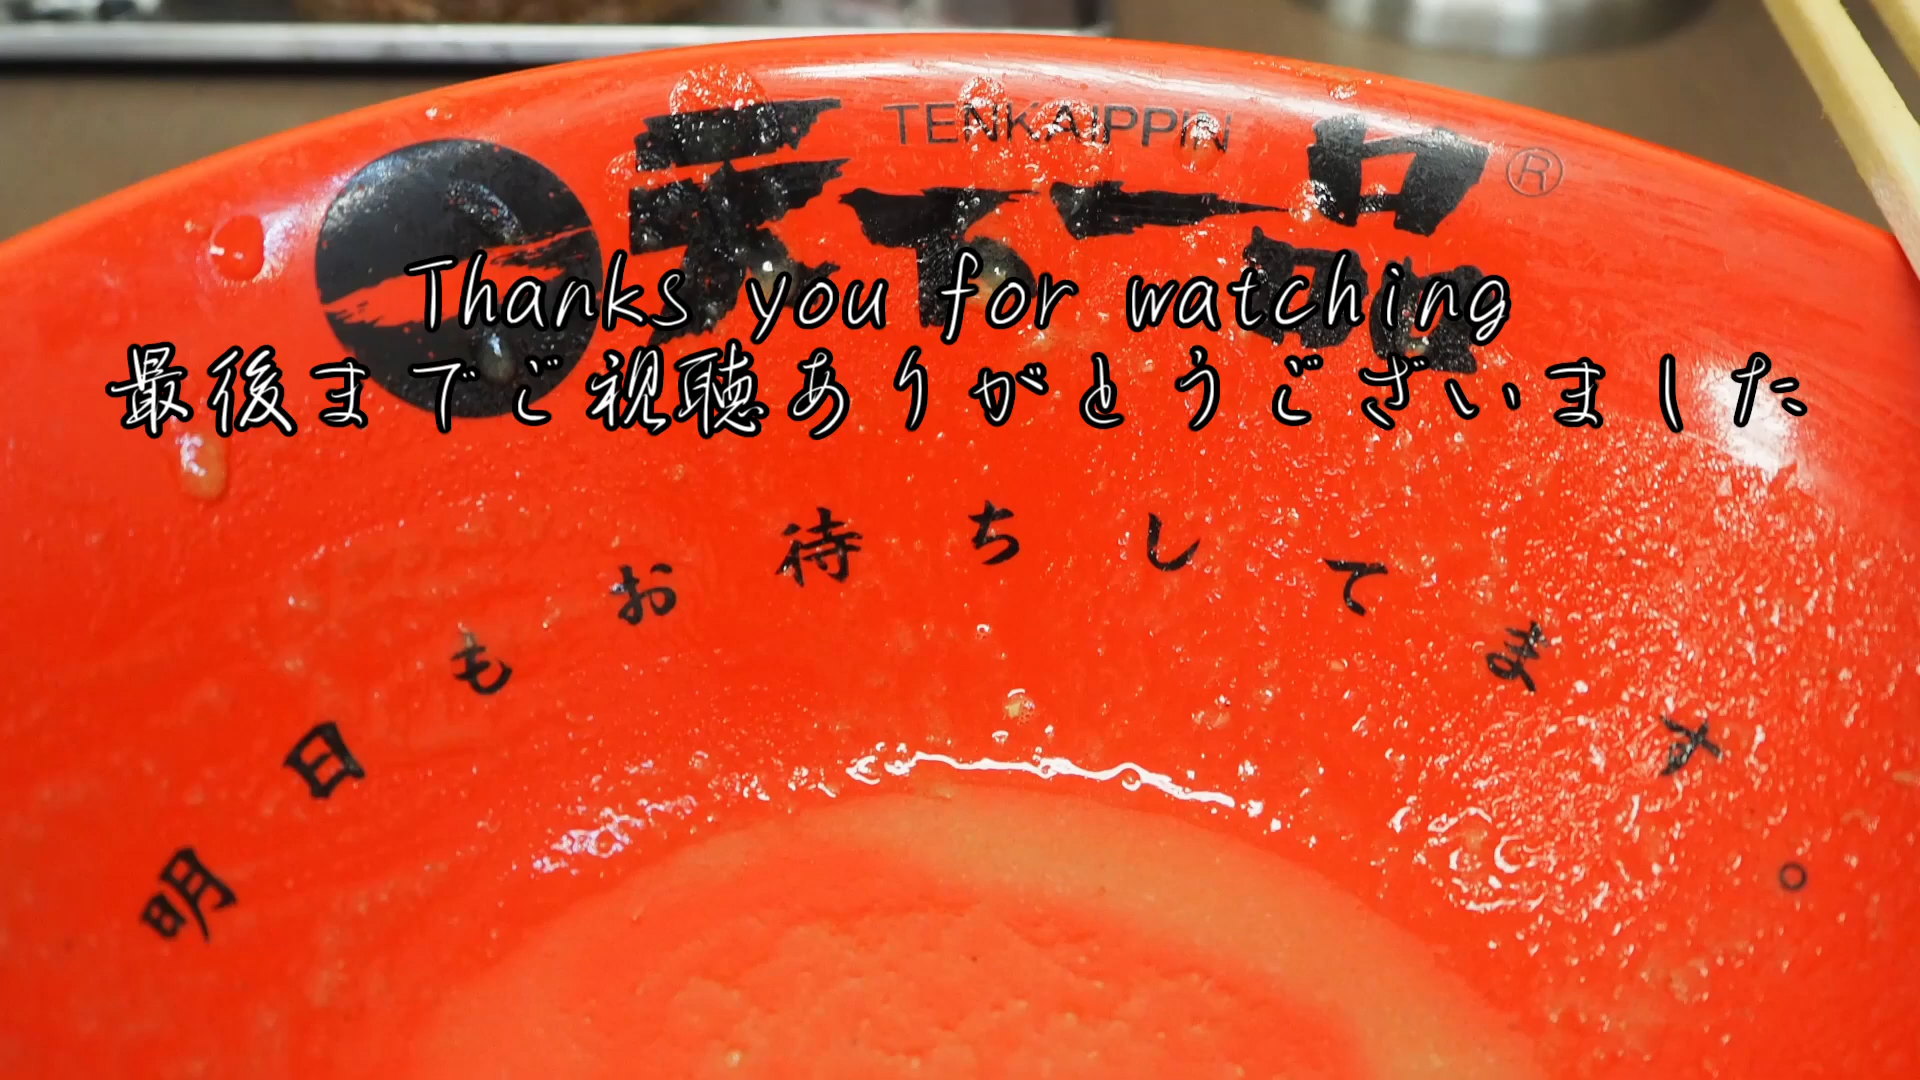 TENKAIPPIN
天下一品®
Thanks you for watching
最後までご視聴ありがとうございました
明日もお待ちしてます。